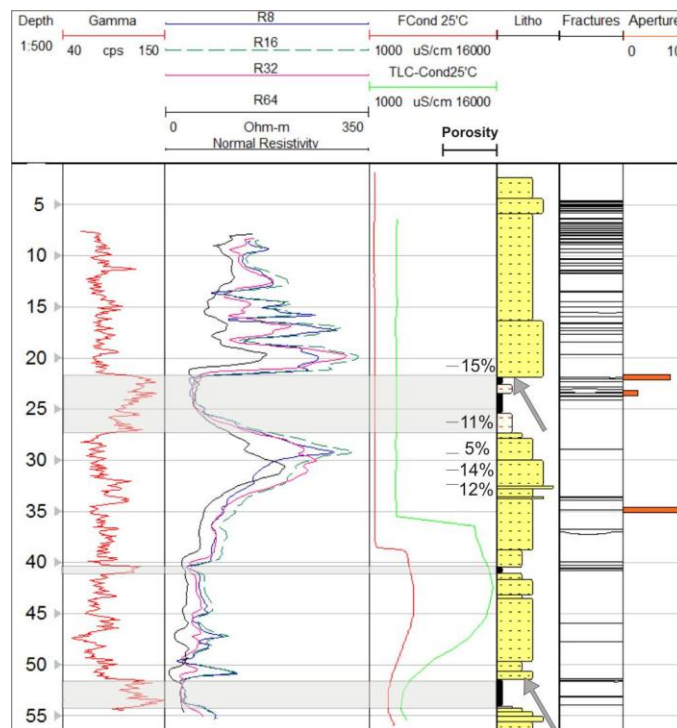 Depth Gamma R8 FCond 25'C Litho Fractures Aperture
1:500 40 cps 150 R16 1000 uS/cm 16000 0 10
R32 TLC-Cond25'C
R64 1000 uS/cm 16000
0 Ohm-m 350 Porosity
Normal Resistivity
5
10
15
20
15%
25
11%
5%
30
14%
12%
35
40
45
50
55